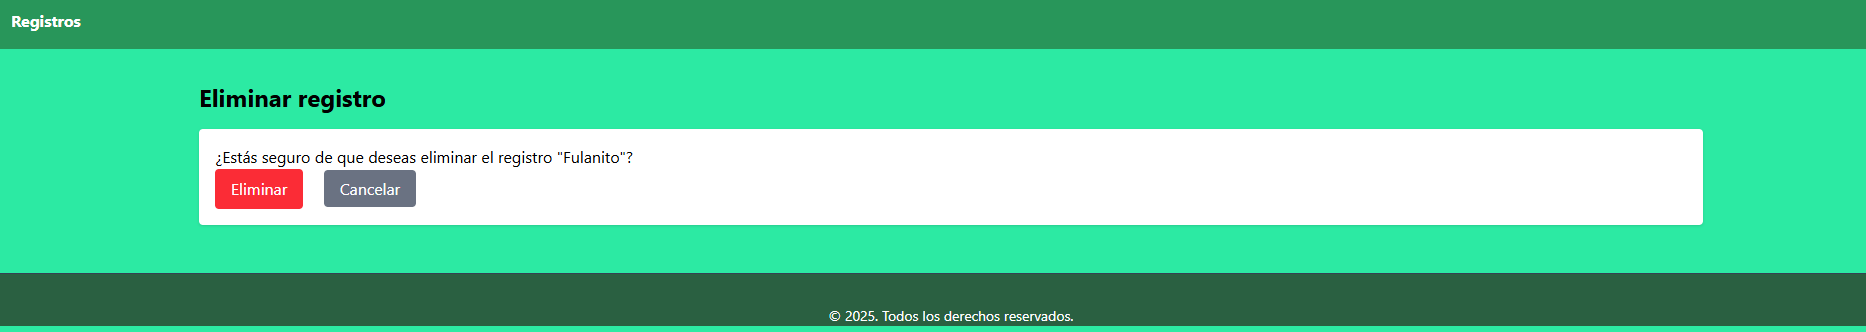 Registros
Eliminar registro
¿Estás seguro de que deseas eliminar el registro "Fulanito"?
Eliminar
Cancelar
© 2025. Todos los derechos reservados.